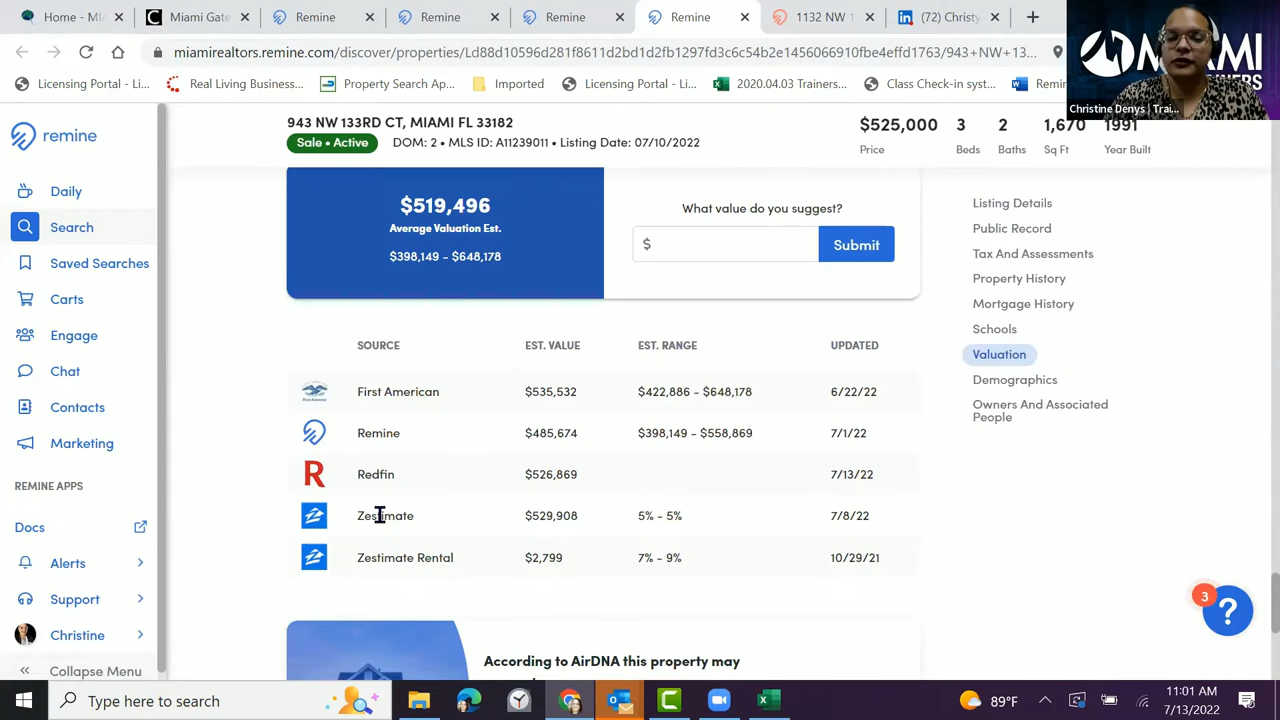 Home - MI
Miami Gate
Remine
Remine
Remine
Remine
1132 NW
(72) Christy
miamirealtors.remine.com/discover/properties/Ld88d10596d281f8611d2bd1d2fb1297fd3c6c54b2e1456066910fbe4effd1763/943+NW+13...
Licensing Portal - Li...
Real Living Business...
Property Search Ap...
Important
Licensing Portal - Li...
2020.04.03 Trainers...
Class Check-in syst...
Remi
MIAMI
Christine Denys | Trai...
remine
Daily
Search
Saved Searches
Carts
Engage
Chat
Contacts
Marketing
REMINE APPS
Docs
Alerts
Support
Christine
Collapse Menu
943 NW 133RD CT, MIAMI FL 33182
Sale • Active
DOM: 2 • MLS ID: A11239011 • Listing Date: 07/10/2022
$525,000 3 2 1,670 1991
Price Beds Baths Sq Ft Year Built
$519,496
Average Valuation Est.
$398,149 - $648,178
What value do you suggest?
$
Submit
SOURCE EST. VALUE EST. RANGE UPDATED
First American $535,532 $422,886 - $648,178 6/22/22
Remine $485,674 $398,149 - $558,869 7/1/22
Redfin $526,869 7/13/22
Zestimate $529,908 5% - 5% 7/8/22
Zestimate Rental $2,799 7% - 9% 10/29/21
According to AirDNA this property may
Listing Details
Public Record
Tax And Assessments
Property History
Mortgage History
Schools
Valuation
Demographics
Owners And Associated
People
3
?
Type here to search
89°F
11:01 AM
7/13/2022